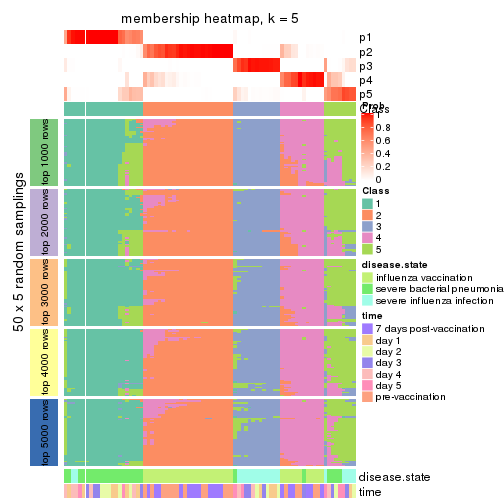 membership heatmap, k = 5
p1
p2
p3
p4
p5
Class
Prob
1
0.8
0.6
0.4
0.2
0
Class
1
2
3
4
5
disease.state
influenza vaccination
severe bacterial pneumonia
severe influenza infection
time
7 days post-vaccination
day 1
day 2
day 3
day 4
day 5
pre-vaccination
50 x 5 random samplings
top 1000 rows
top 2000 rows
top 3000 rows
top 4000 rows
top 5000 rows
disease.state
time